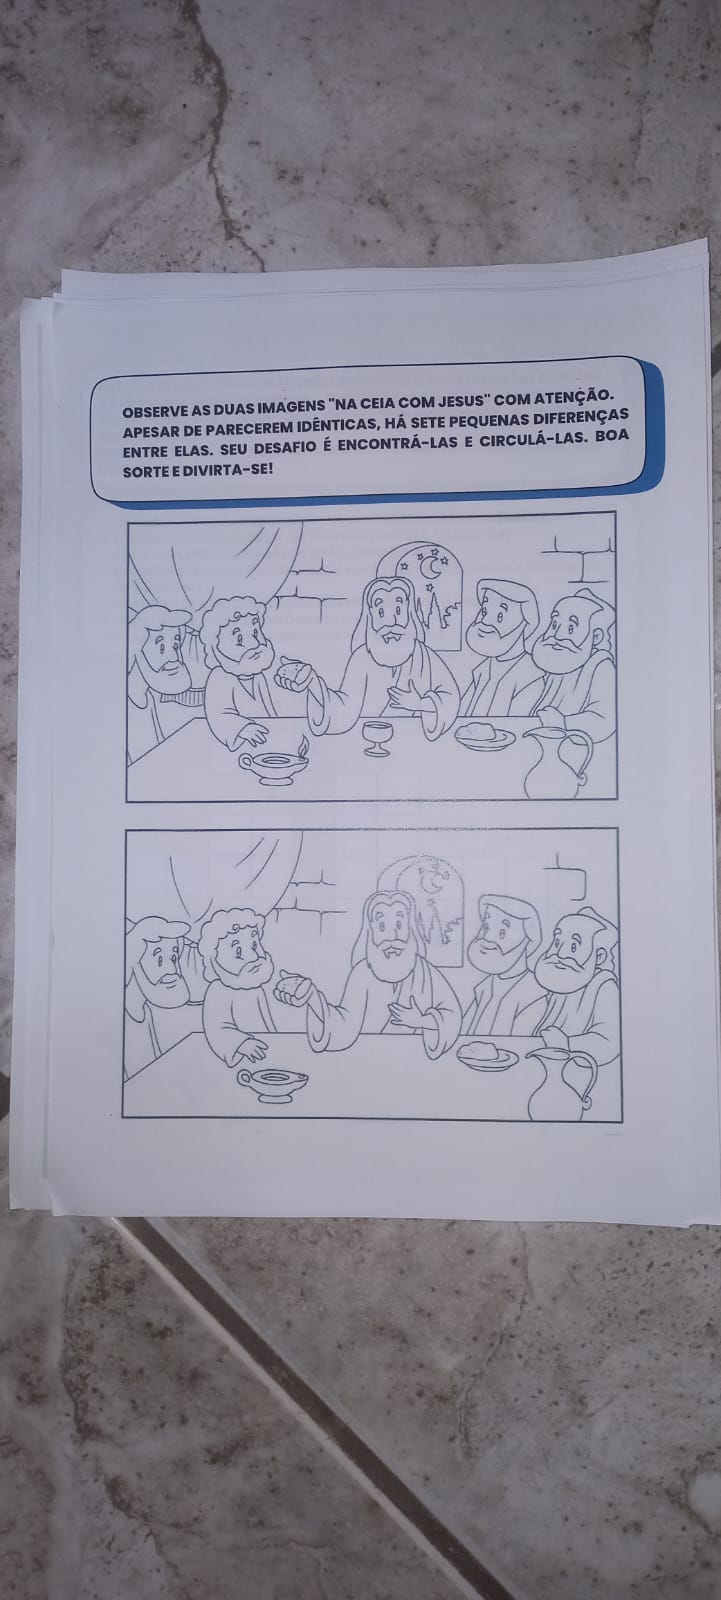 OBSERVE AS DUAS IMAGENS "NA CEIA COM JESUS" COM ATENÇÃO.
APESAR DE PARECEREM IDÊNTICAS, HÁ SETE PEQUENAS DIFERENÇAS
ENTRE ELAS. SEU DESAFIO É ENCONTRÁ-LAS E CIRCULÁ-LAS. BOA
SORTE E DIVIRTA-SE!